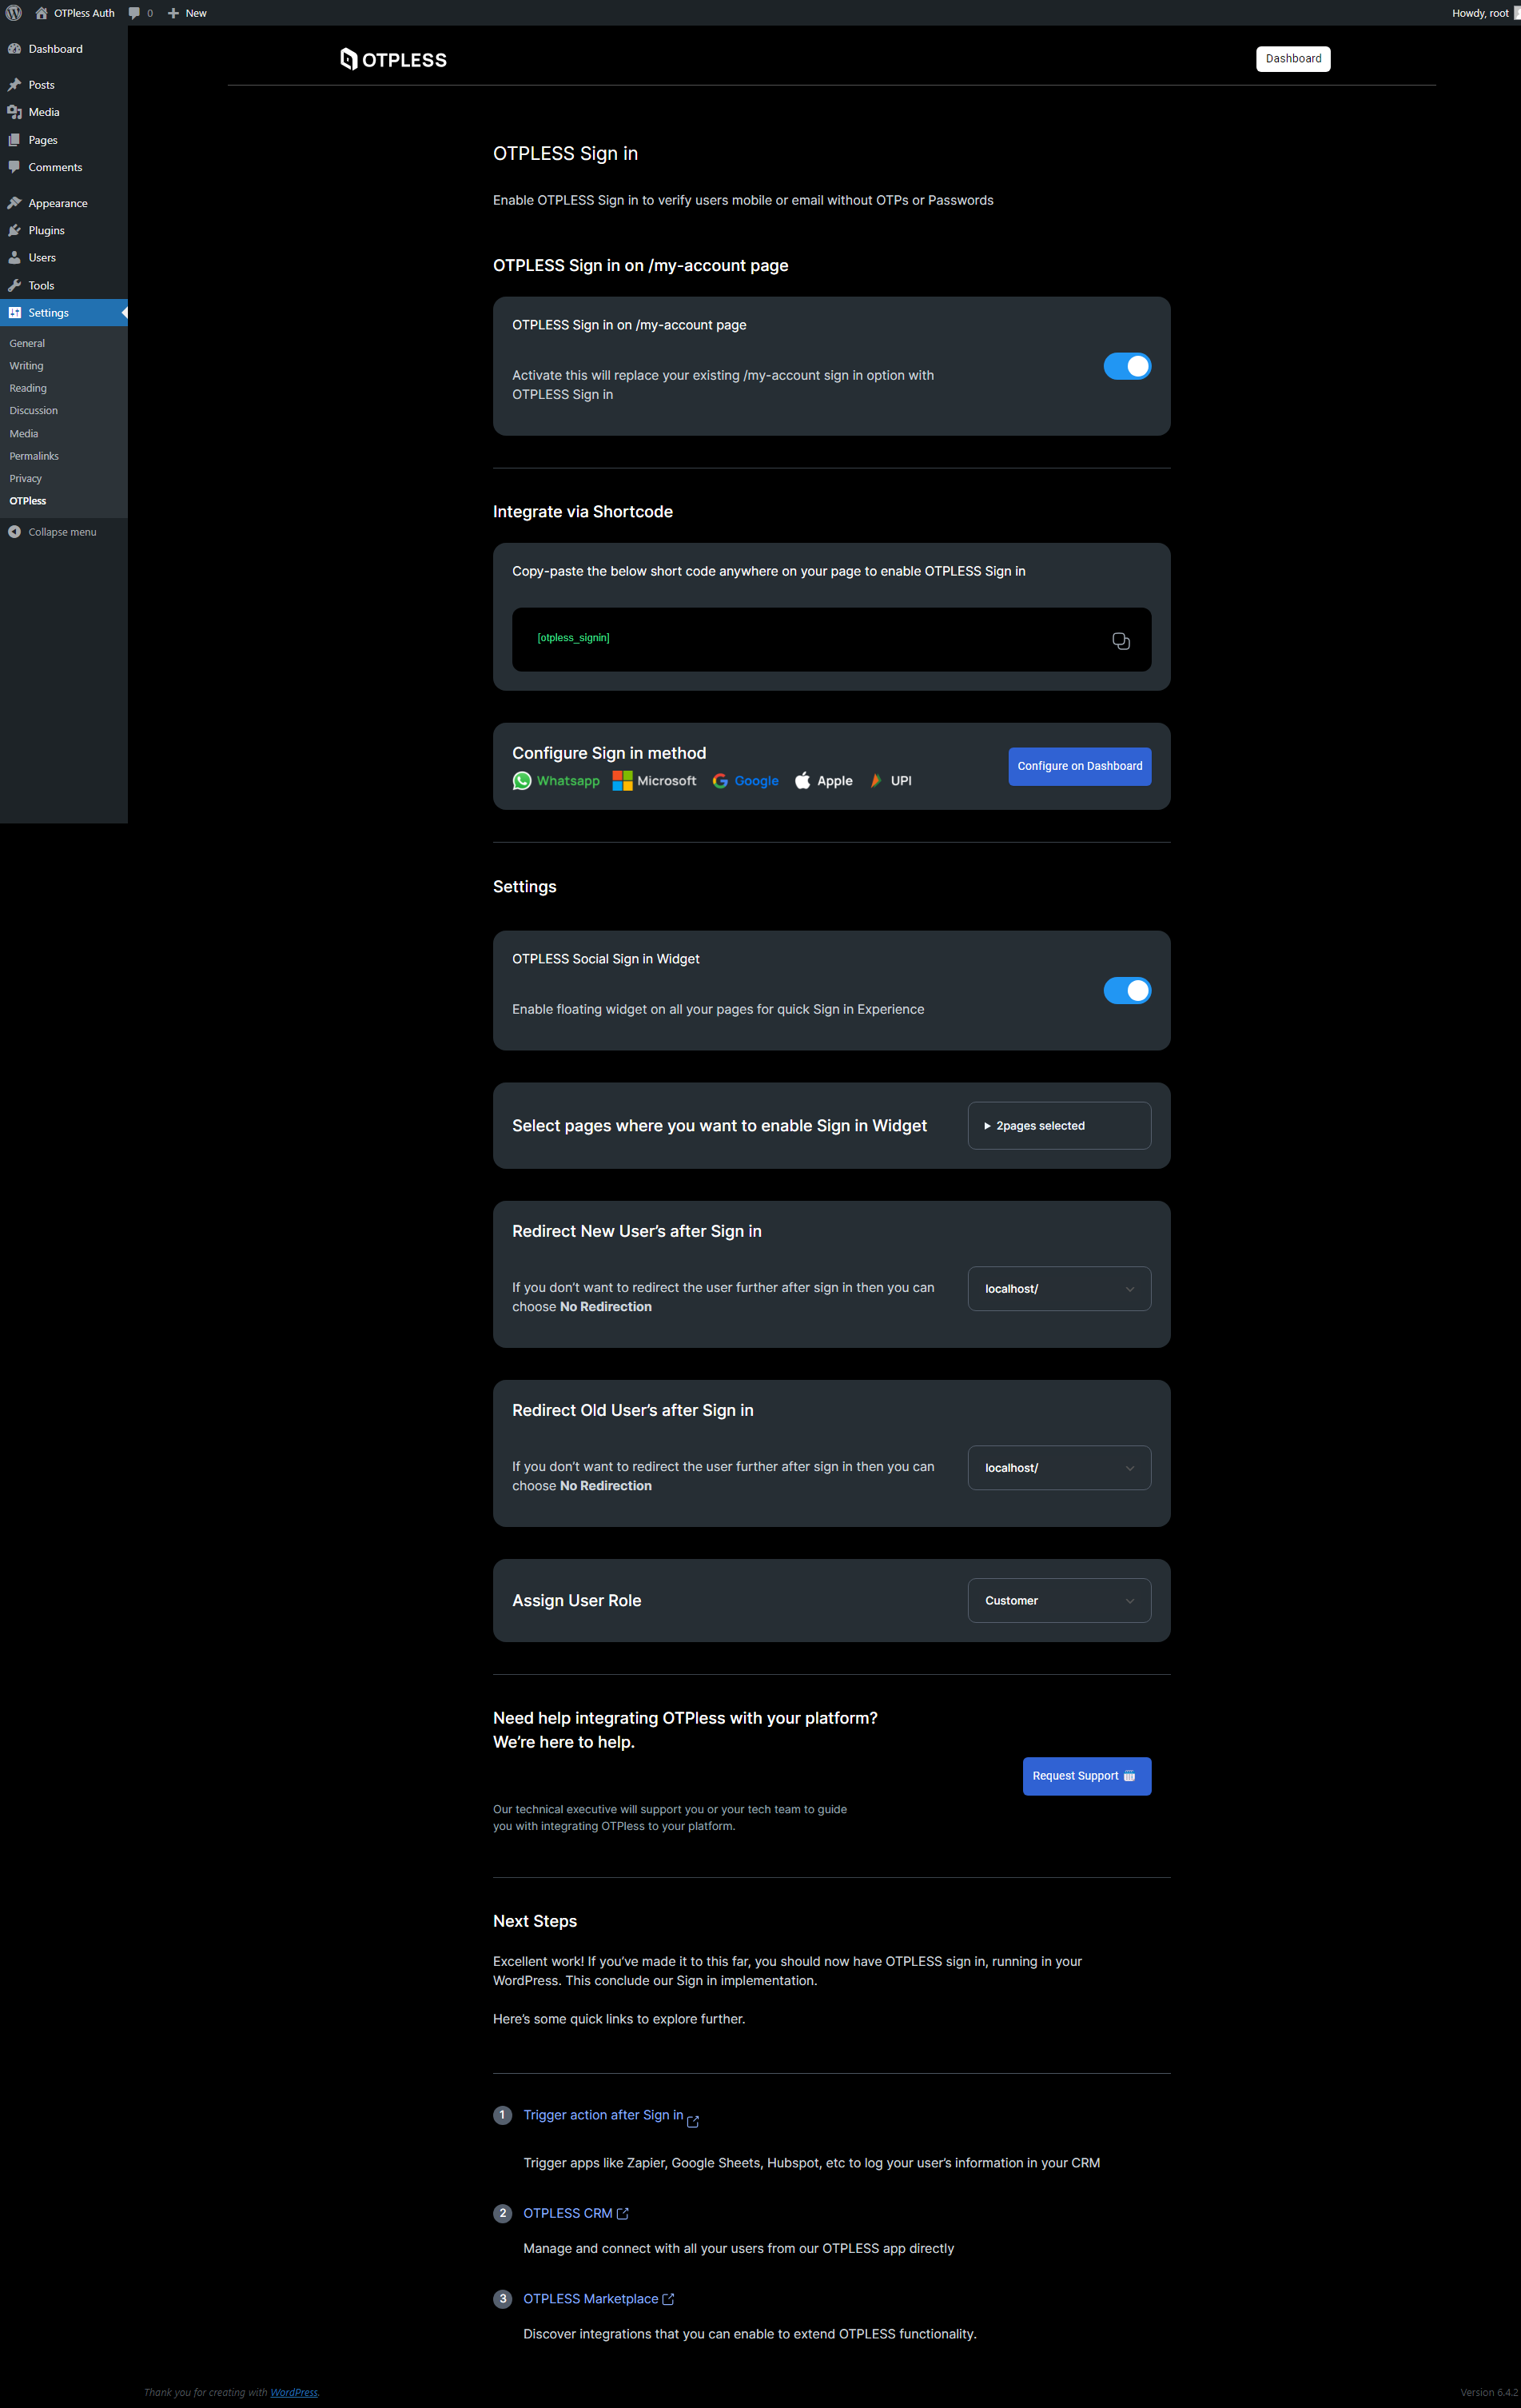 OTPless Auth 0 New Howdy, root
Dashboard
Posts
Media
Pages
Comments
Appearance
Plugins
Users
Tools
Settings
General
Writing
Reading
Discussion
Media
Permalinks
Privacy
OTPless
Collapse menu
OTPLESS Dashboard
OTPLESS Sign in
Enable OTPLESS Sign in to verify users mobile or email without OTPs or Passwords
OTPLESS Sign in on /my-account page
OTPLESS Sign in on /my-account page
Activate this will replace your existing /my-account sign in option with
OTPLESS Sign in
Integrate via Shortcode
Copy-paste the below short code anywhere on your page to enable OTPLESS Sign in
[otpless_signin]
Configure Sign in method
Whatsapp Microsoft Google Apple UPI
Configure on Dashboard
Settings
OTPLESS Social Sign in Widget
Enable floating widget on all your pages for quick Sign in Experience
Select pages where you want to enable Sign in Widget
2pages selected
Redirect New User’s after Sign in
If you don’t want to redirect the user further after sign in then you can
choose No Redirection
localhost/
Redirect Old User’s after Sign in
If you don’t want to redirect the user further after sign in then you can
choose No Redirection
localhost/
Assign User Role
Customer
Need help integrating OTPless with your platform?
We’re here to help.
Request Support
Our technical executive will support you or your tech team to guide
you with integrating OTPless to your platform.
Next Steps
Excellent work! If you’ve made it to this far, you should now have OTPLESS sign in, running in your
WordPress. This conclude our Sign in implementation.
Here’s some quick links to explore further.
1 Trigger action after Sign in
Trigger apps like Zapier, Google Sheets, Hubspot, etc to log your user’s information in your CRM
2 OTPLESS CRM
Manage and connect with all your users from our OTPLESS app directly
3 OTPLESS Marketplace
Discover integrations that you can enable to extend OTPLESS functionality.
Thank you for creating with WordPress.
Version 6.4.2